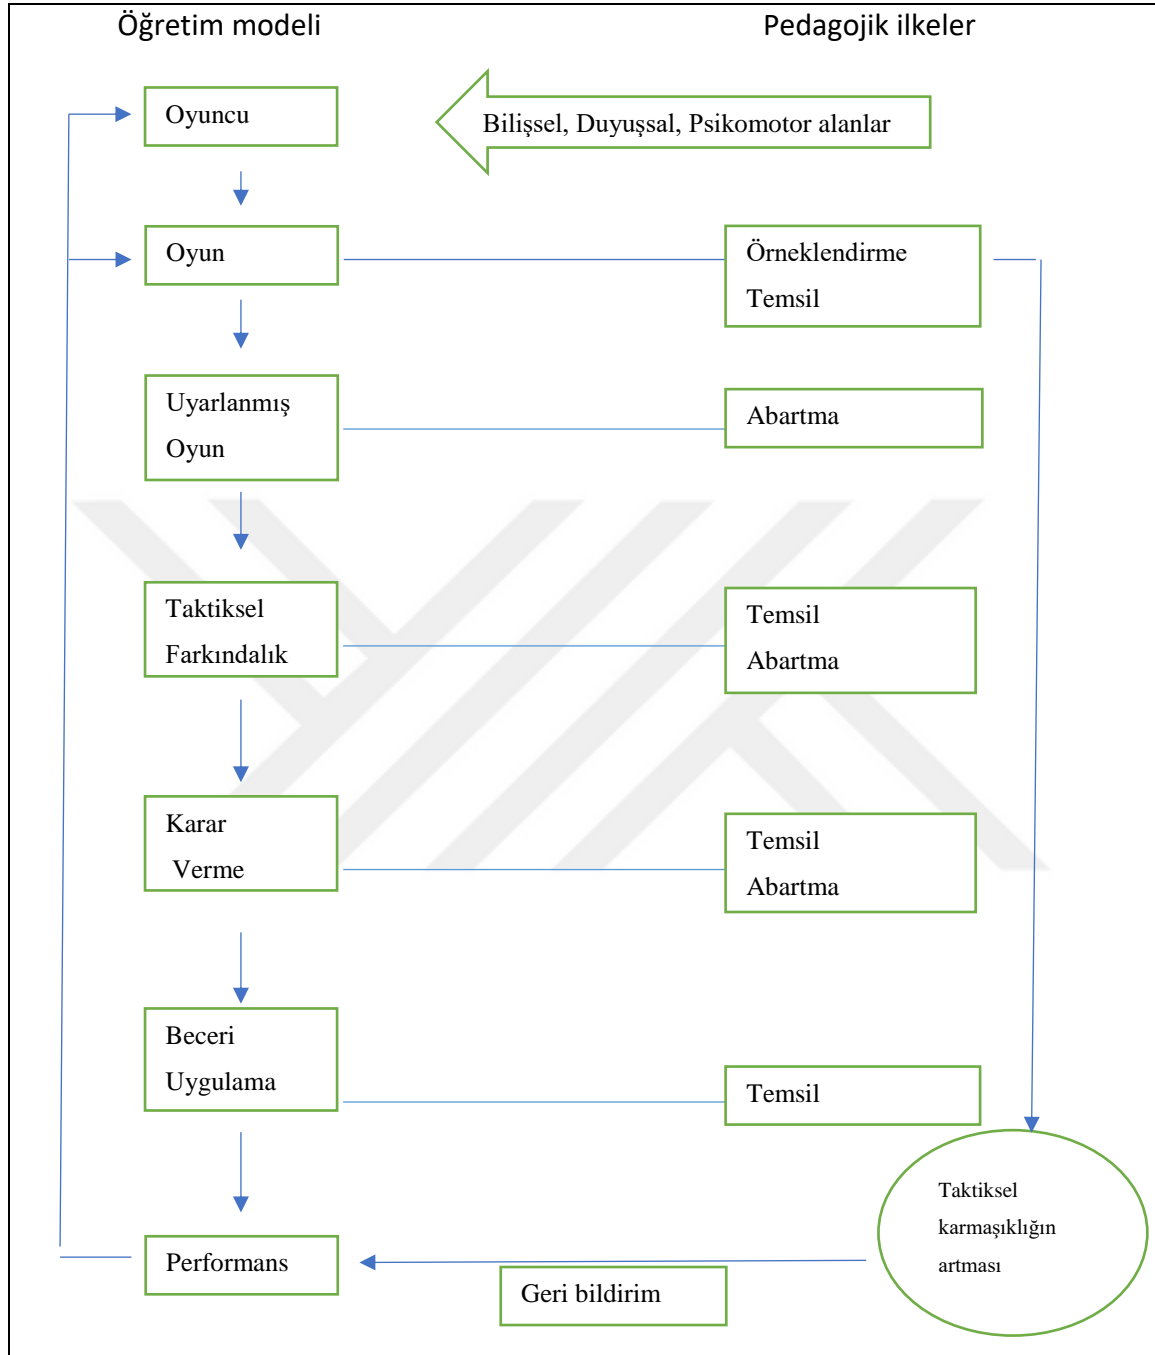 Öğretim modeli
Pedagojik ilkeler
Oyuncu
Bilişsel, Duyuşsal, Psikomotor alanlar
Oyun
Örneklendirme
Temsil
Uyarlanmış
Oyun
Abartma
Taktiksel
Farkındalık
Temsil
Abartma
Karar
Verme
Temsil
Abartma
Beceri
Uygulama
Temsil
Taktiksel
karmaşıklığın
artması
Performans
Geri bildirim